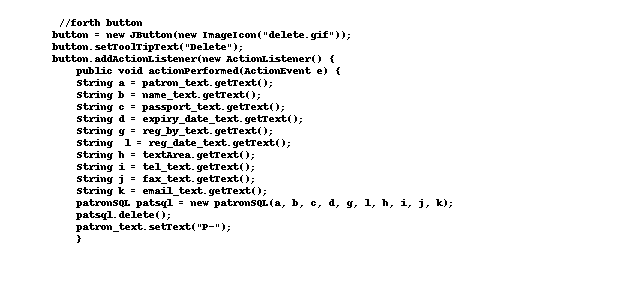 //forth button
button = new JButton(new ImageIcon("delete.gif"));
button.setToolTipText("Delete");
button.addActionListener(new ActionListener() {
public void actionPerformed(ActionEvent e) {
String a = patron_text.getText();
String b = name_text.getText();
String c = passport_text.getText();
String d = expiry_date_text.getText();
String g = reg_by_text.getText();
String  l = reg_date_text.getText();
String h = textArea.getText();
String i = tel_text.getText();
String j = fax_text.getText();
String k = email_text.getText();
patronSQL patsql = new patronSQL(a, b, c, d, g, l, h, i, j, k);
patsql.delete();
patron_text.setText("P-");
}